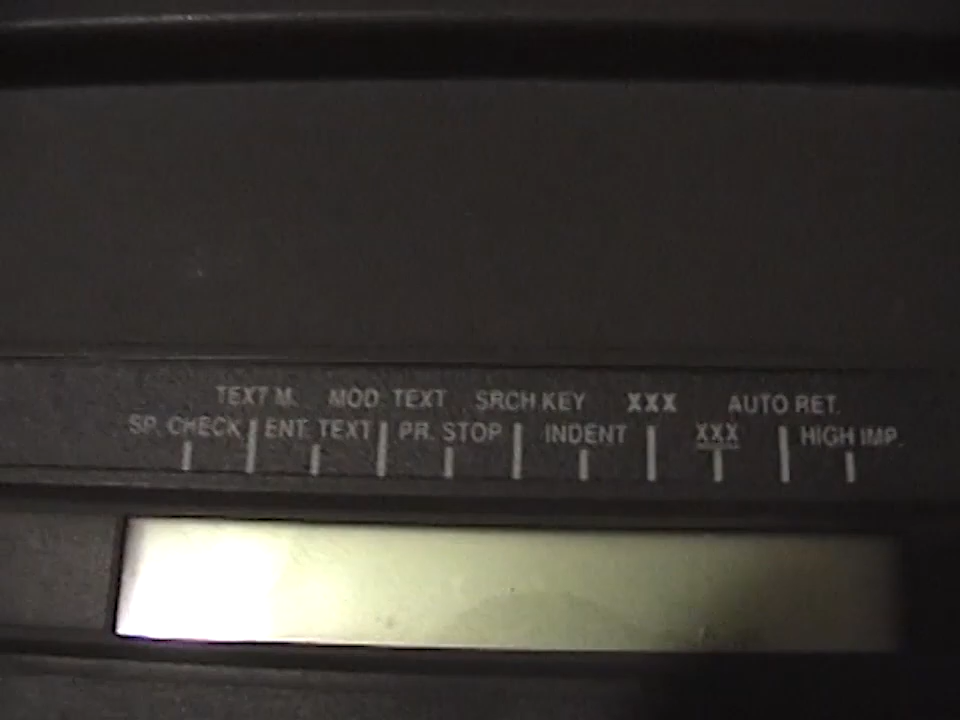 TEXT M. MOD. TEXT SRCH KEY XXX AUTO RET.
SP. CHECK ENT. TEXT PR. STOP INDENT XXX HIGH IMP.